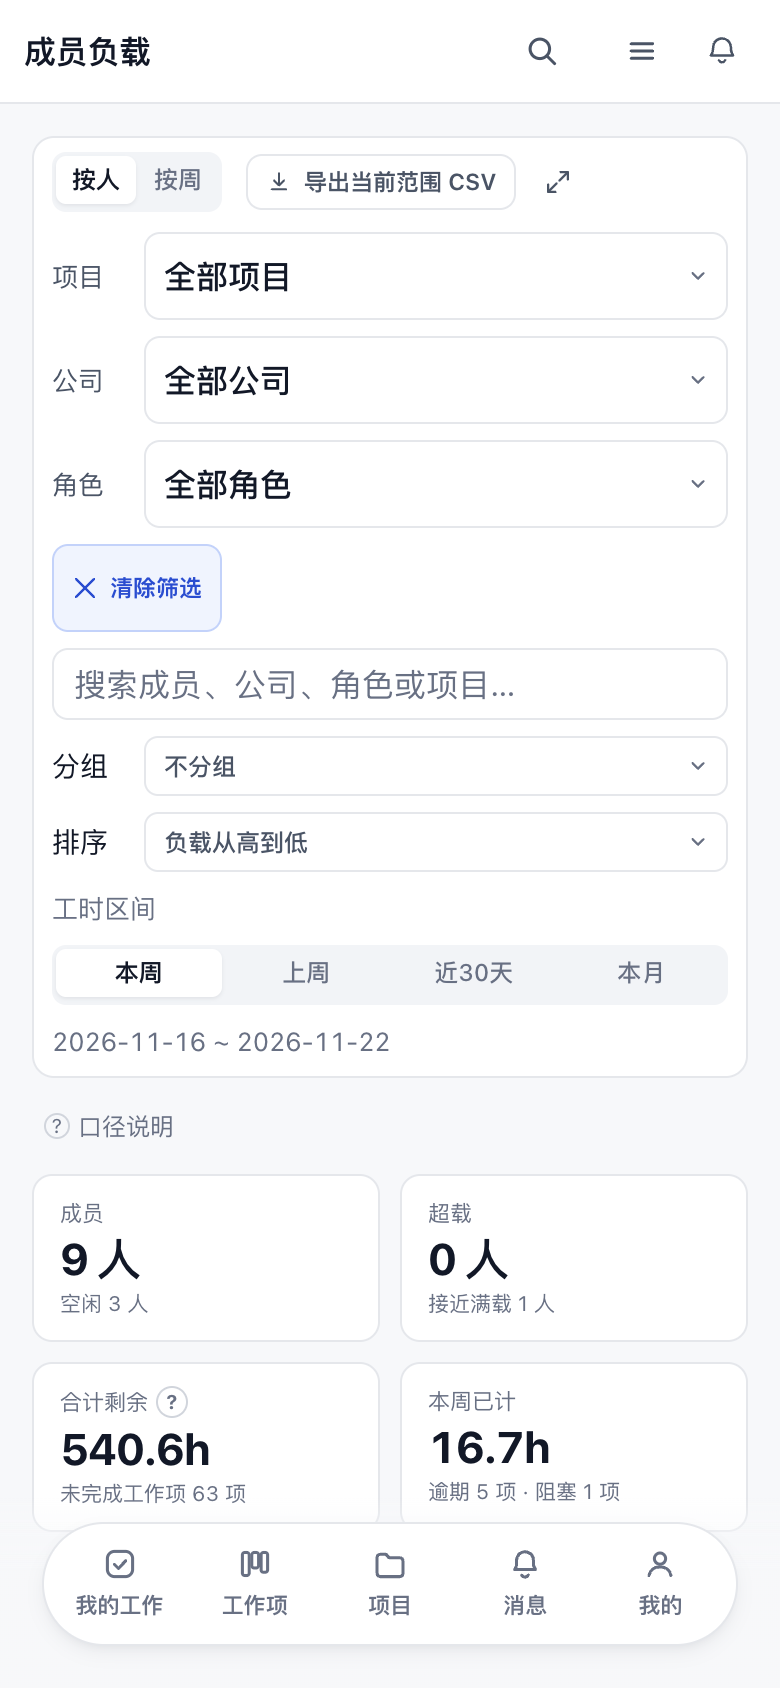 成员负载
按人 按周 导出当前范围 CSV
项目 全部项目
公司 全部公司
角色 全部角色
清除筛选
搜索成员、公司、角色或项目...
分组 不分组
排序 负载从高到低
工时区间
本周 上周 近30天 本月
2026-11-16 ~ 2026-11-22
? 口径说明
成员
9 人
空闲 3 人
超载
0 人
接近满载 1 人
合计剩余 ?
540.6h
未完成工作项 63 项
本周已计
16.7h
逾期 5 项 · 阻塞 1 项
我的工作 工作项 项目 消息 我的